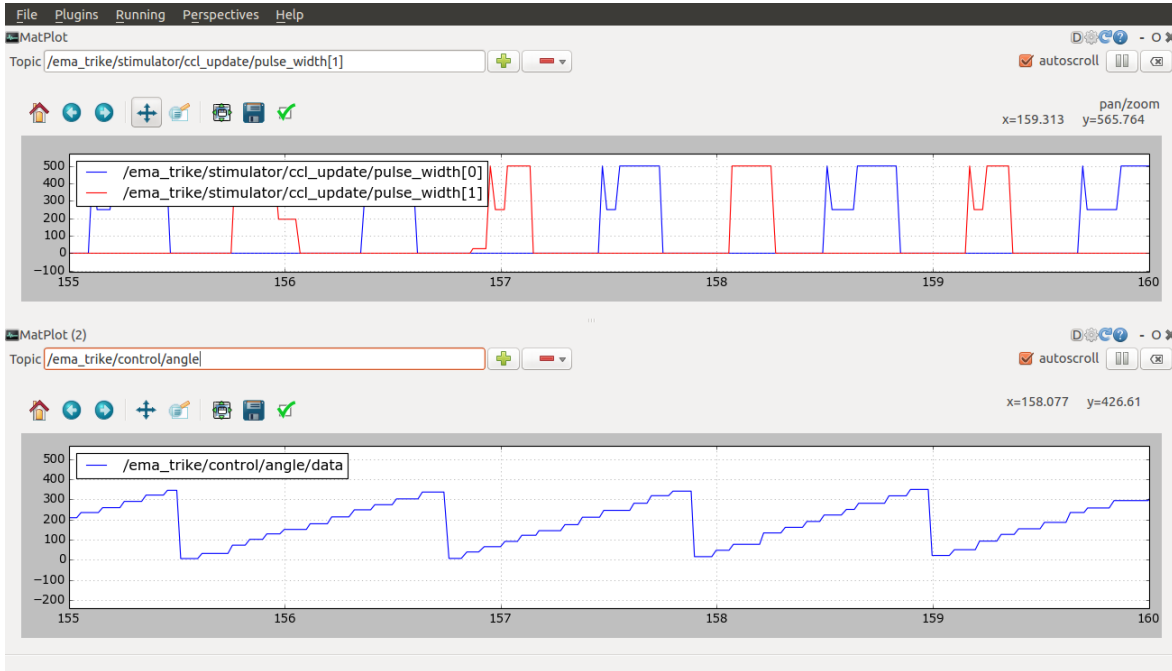 File Plugins Running Perspectives Help
MatPlot D - O ✖
Topic /ema_trike/stimulator/ccl_update/pulse_width[1] autoscroll
pan/zoom
x=159.313 y=565.764
500
400
300
200
100
0
−100
/ema_trike/stimulator/ccl_update/pulse_width[0]
/ema_trike/stimulator/ccl_update/pulse_width[1]
155 156 157 158 159 160
MatPlot (2) D - O ✖
Topic /ema_trike/control/angle autoscroll
x=158.077 y=426.61
500
400
300
200
100
0
−100
−200
/ema_trike/control/angle/data
155 156 157 158 159 160